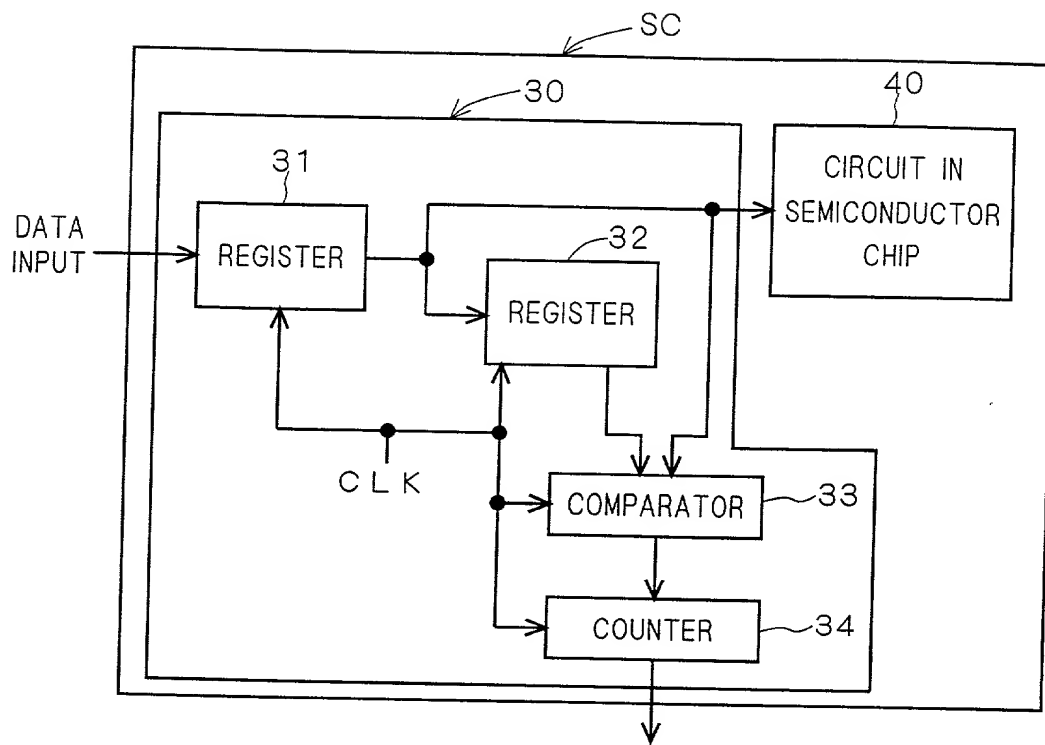 SC
30
40
31
CIRCUIT IN
SEMICONDUCTOR
CHIP
DATA
INPUT
REGISTER
32
REGISTER
CLK
COMPARATOR
33
COUNTER
34